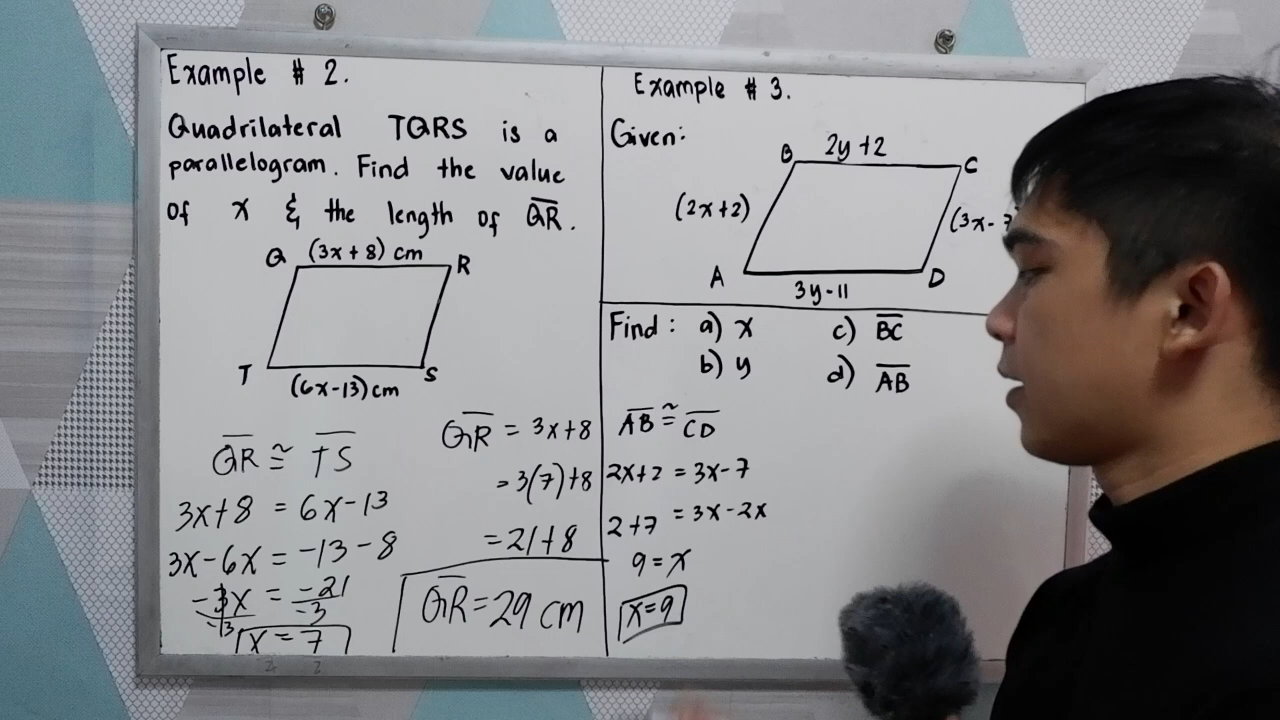 Example # 2.
Quadrilateral TQRS is a
parallelogram. Find the value
of x & the length of QR.
Q (3x + 8) cm R
T (6x-13) cm S
QR ≅ TS
3x+8 = 6x-13
3x-6x = -13-8
-3x = -21
-3 -3
x = 7
QR = 3x+8
= 3(7)+8
= 21+8
QR = 29 cm
Example # 3.
Given:
B 2y+2 C
(2x+2) (3x-7
A 3y-11 D
Find: a) x c) BC
b) y d) AB
AB ≅ CD
2x+2 = 3x-7
2+7 = 3x-2x
9 = x
x=9